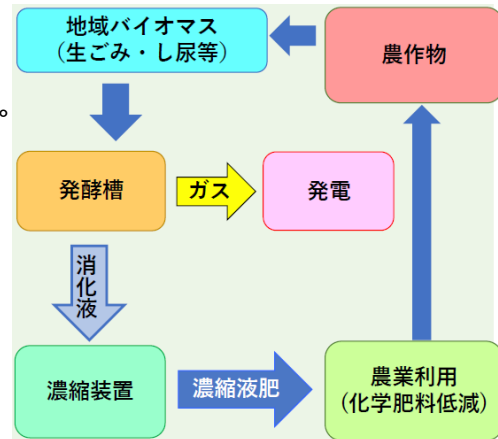 地域バイオマス
（生ごみ・し尿等）
農作物
。
発酵槽
ガス
発電
消化液
濃縮装置
濃縮液肥
農業利用
(化学肥料低減)